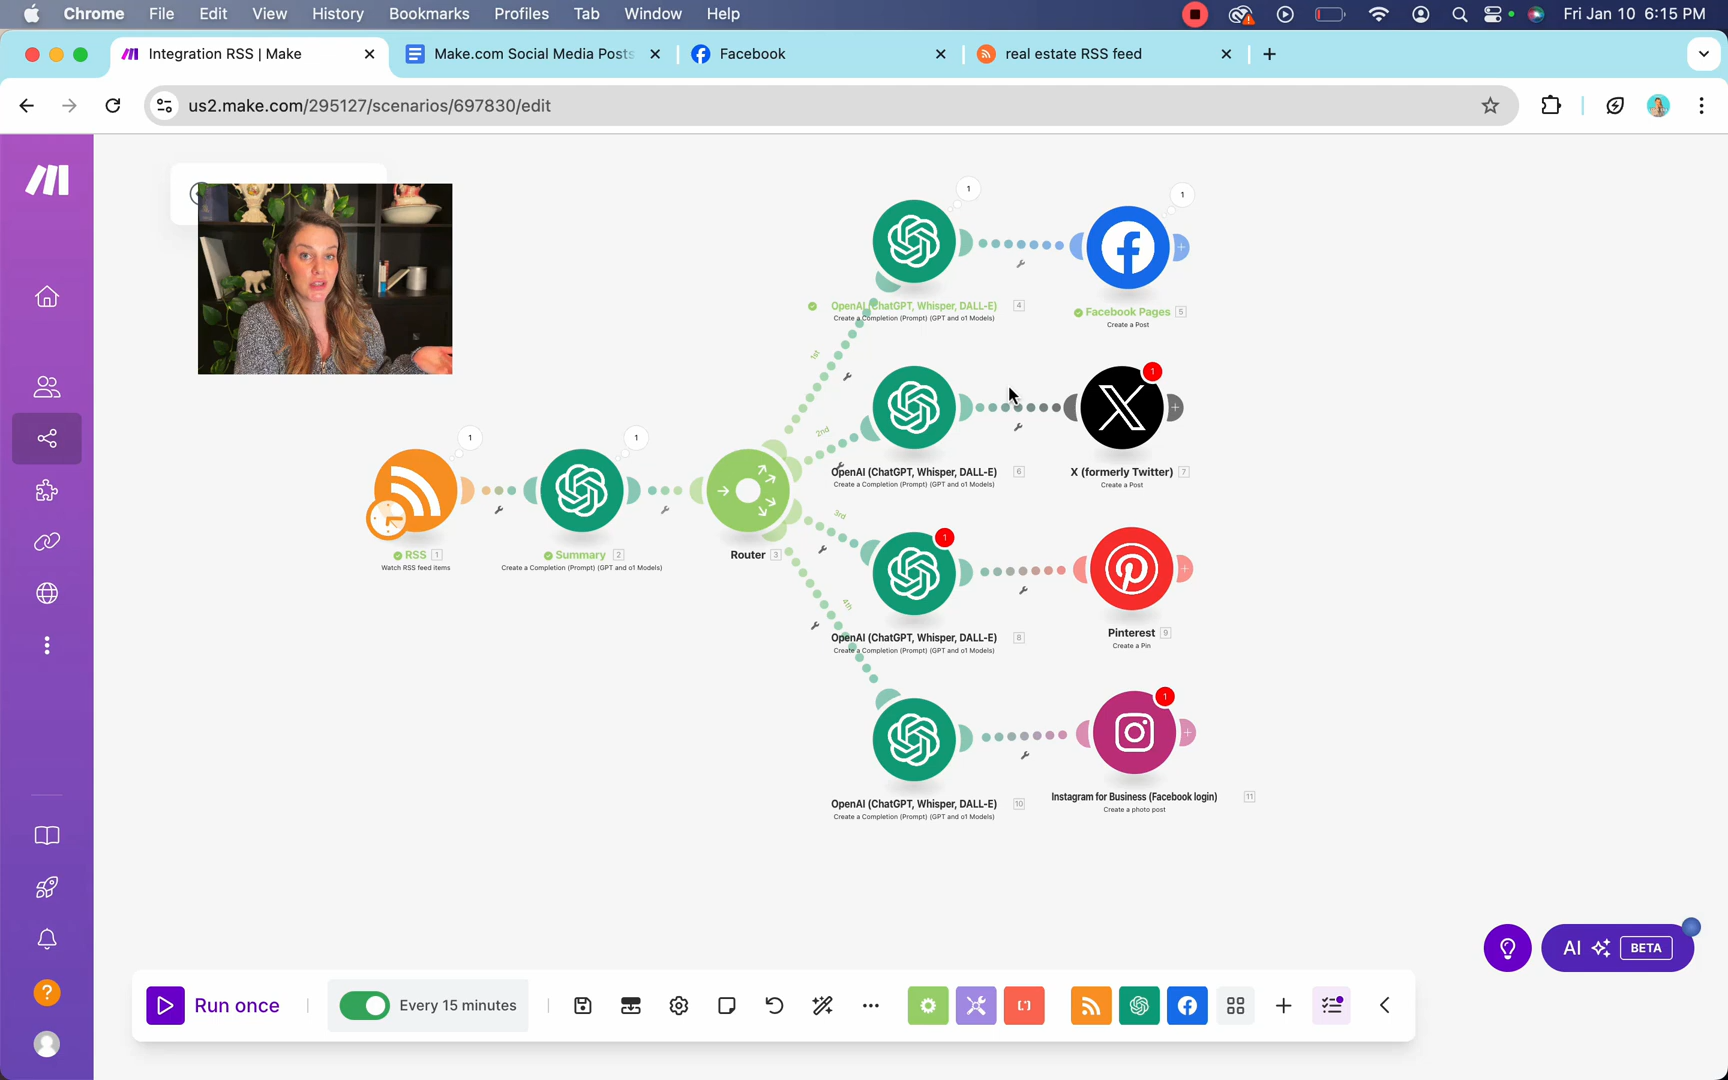 Chrome File Edit View History Bookmarks Profiles Tab Window Help Fri Jan 10 6:15 PM
Integration RSS | Make
Make.com Social Media Posts
Facebook
real estate RSS feed
us2.make.com/295127/scenarios/697830/edit
1
1
OpenAI (ChatGPT, Whisper, DALL-E) 4
Create a Completion (Prompt) (GPT and o1 Models)
Facebook Pages 5
Create a Post
1st
1
2nd
OpenAI (ChatGPT, Whisper, DALL-E) 6
Create a Completion (Prompt) (GPT and o1 Models)
X (formerly Twitter) 7
Create a Post
1
1
RSS 1
Watch RSS feed items
Summary 2
Create a Completion (Prompt) (GPT and o1 Models)
Router 3
3rd
1
OpenAI (ChatGPT, Whisper, DALL-E) 8
Create a Completion (Prompt) (GPT and o1 Models)
Pinterest 9
Create a Pin
4th
1
OpenAI (ChatGPT, Whisper, DALL-E) 10
Create a Completion (Prompt) (GPT and o1 Models)
Instagram for Business (Facebook login) 11
Create a photo post
AI BETA
Run once
Every 15 minutes